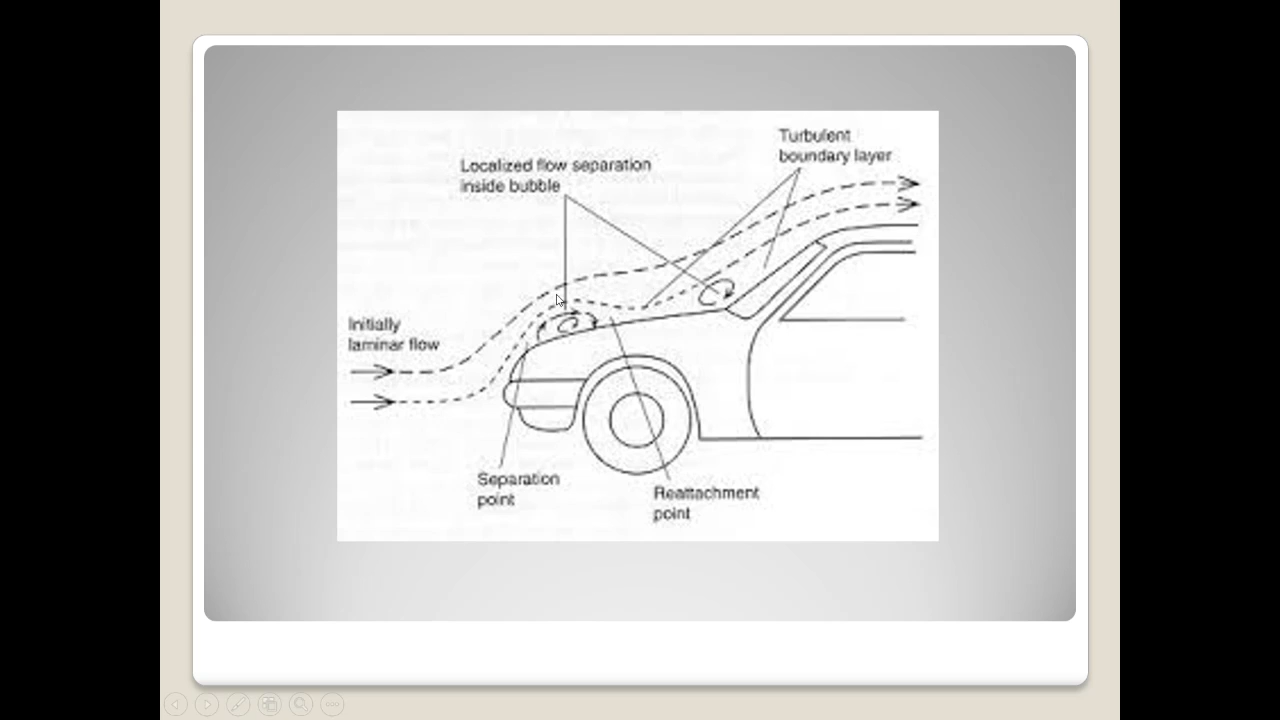 Turbulent
boundary layer
Localized flow separation
inside bubble
Initially
laminar flow
Separation
point
Reattachment
point